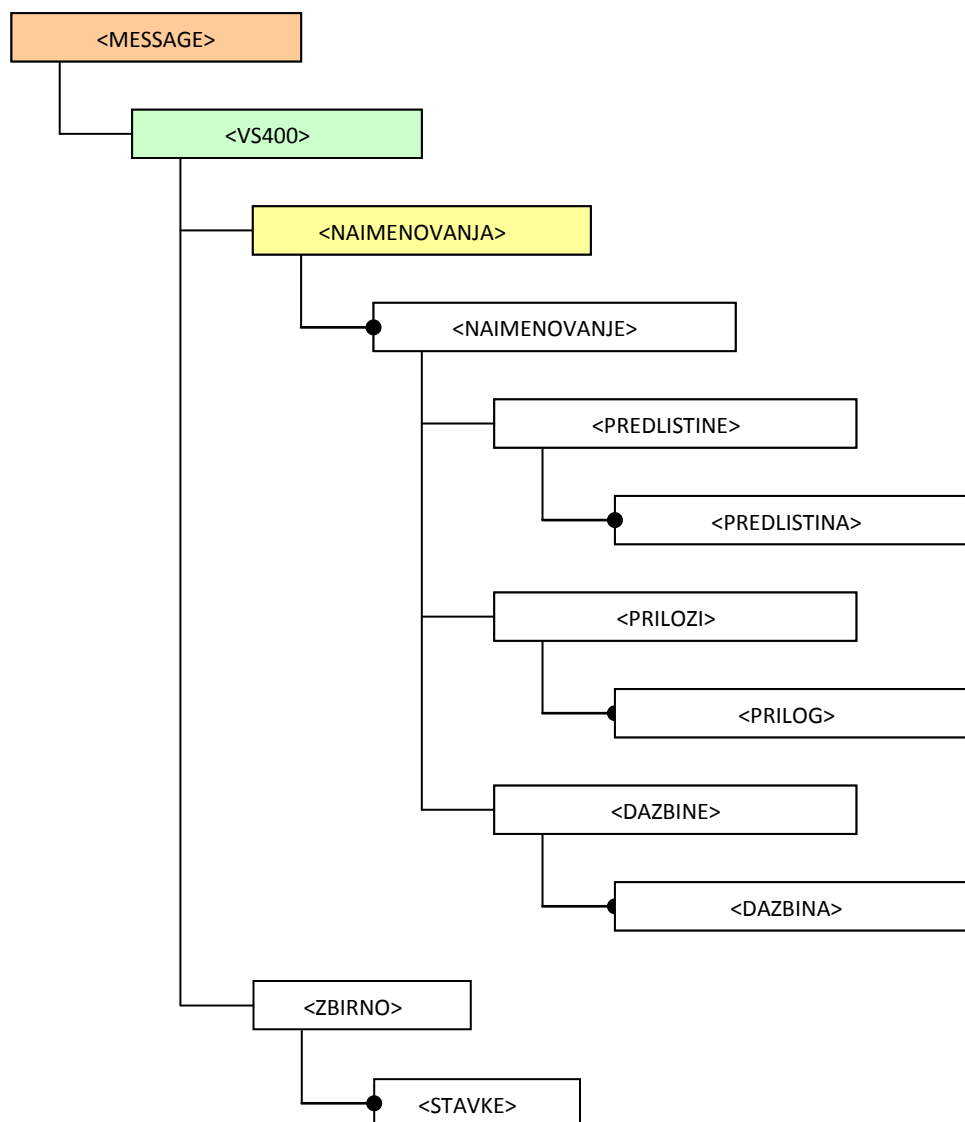 <MESSAGE>
<VS400>
<NAIMENOVANJA>
<NAIMENOVANJE>
<PREDLISTINE>
<PREDLISTINA>
<PRILOZI>
<PRILOG>
<DAZBINE>
<DAZBINA>
<ZBIRNO>
<STAVKE>